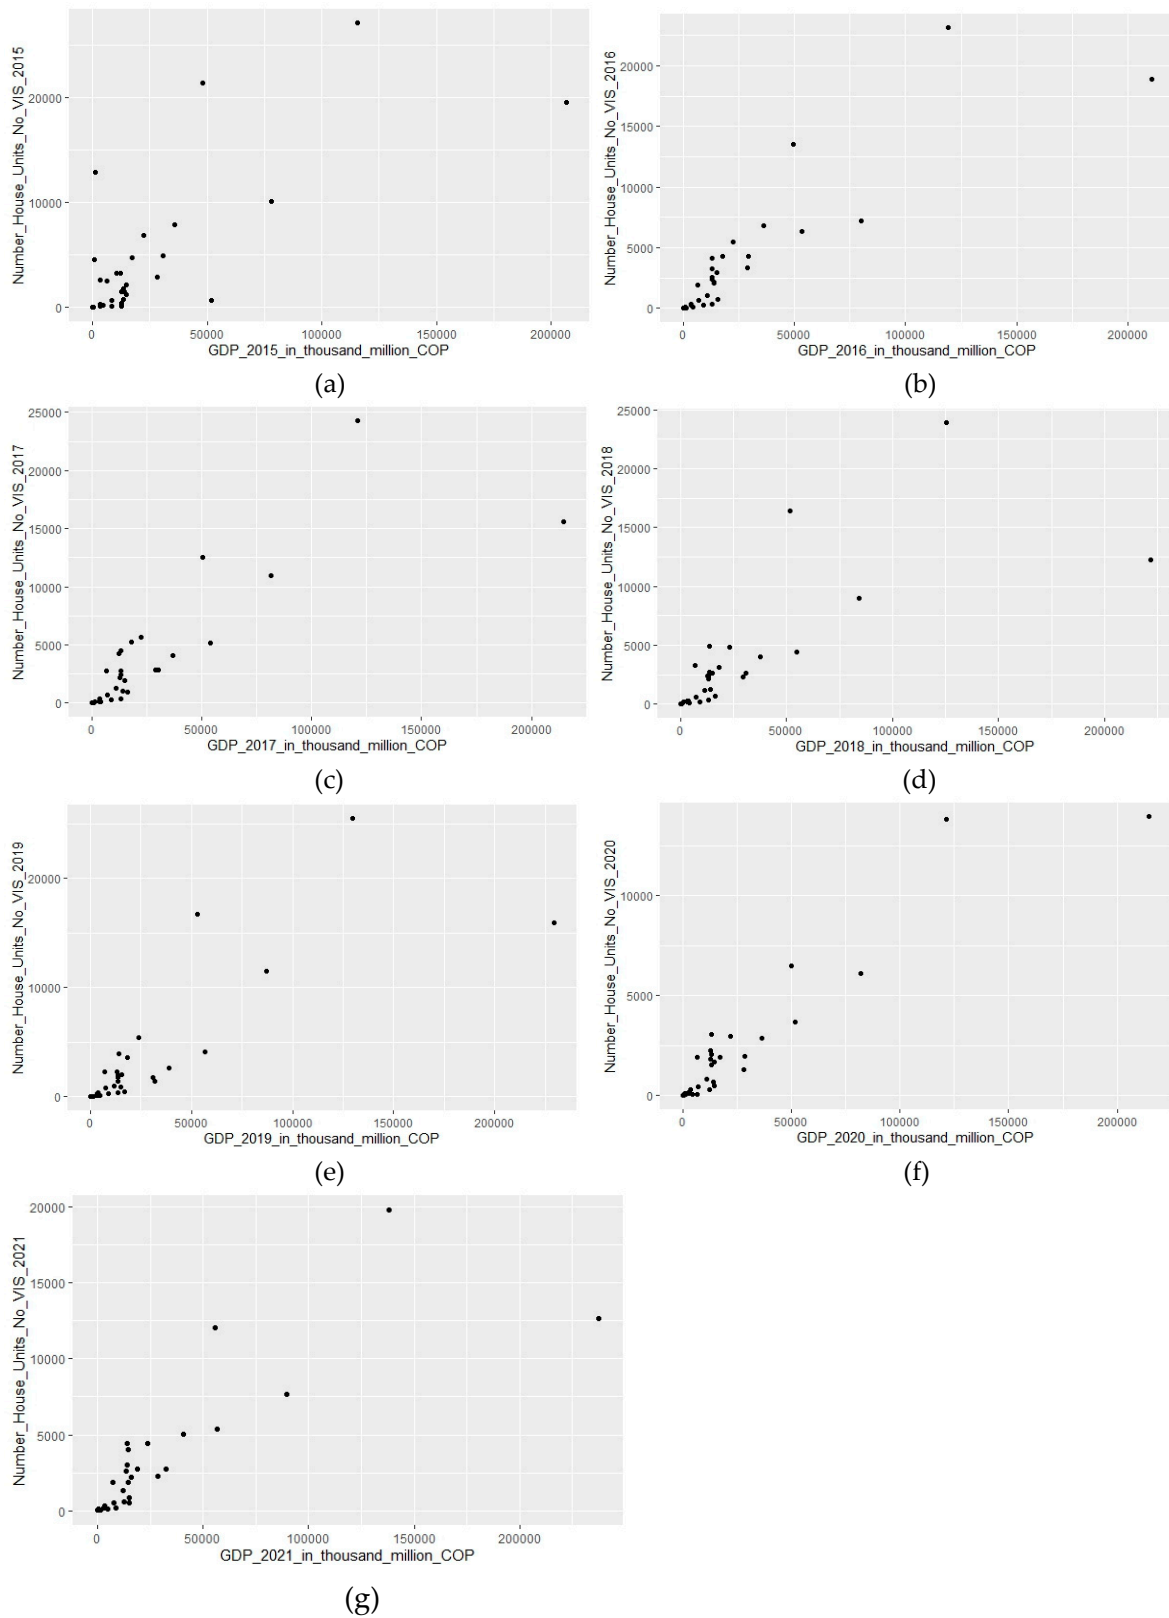 Number_House_Units_No_VIS_2015
20000
10000
0
0 50000 100000 150000 200000
GDP_2015_in_thousand_million_COP
(a)
Number_House_Units_No_VIS_2016
20000
15000
10000
5000
0
0 50000 100000 150000 200000
GDP_2016_in_thousand_million_COP
(b)
Number_House_Units_No_VIS_2017
25000
20000
15000
10000
5000
0
0 50000 100000 150000 200000
GDP_2017_in_thousand_million_COP
(c)
Number_House_Units_No_VIS_2018
25000
20000
15000
10000
5000
0
0 50000 100000 150000 200000
GDP_2018_in_thousand_million_COP
(d)
Number_House_Units_No_VIS_2019
20000
10000
0
0 50000 100000 150000 200000
GDP_2019_in_thousand_million_COP
(e)
Number_House_Units_No_VIS_2020
10000
5000
0
0 50000 100000 150000 200000
GDP_2020_in_thousand_million_COP
(f)
Number_House_Units_No_VIS_2021
20000
15000
10000
5000
0
0 50000 100000 150000 200000
GDP_2021_in_thousand_million_COP
(g)